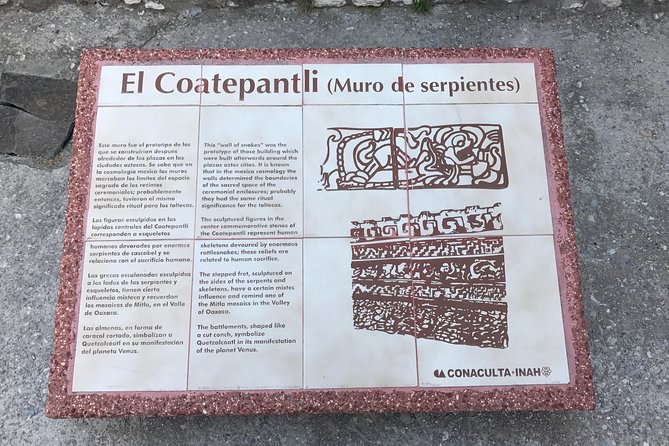 El Coatepantli (Muro de serpientes)
Este muro fue el prototipo de los
que se construirían después
alrededor de las plazas en las
ciudades aztecas. Se sabe que en
la cosmología mexica los muros
marcaban los límites del espacio
sagrado de los recintos
ceremoniales; probablemente
entonces, tuvieron el mismo
significado ritual para los toltecas.
Las figuras esculpidas en las
lápidas centrales del Coatepantli
corresponden a esqueletos
humanos devorados por enormes
serpientes de cascabel y se
relaciona con el sacrificio humano.
Las grecas escalonadas esculpidas
a los lados de las serpientes y
esqueletos, tienen cierta
influencia mixteca y recuerdan
los mosaicos de Mitla, en el Valle
de Oaxaca.
Las almenas, en forma de
caracol cortado, simbolizan a
Quetzalcóatl en su manifestación
del planeta Venus.
This "wall of snakes" was the
prototype of those building which
were built afterwards around the
plazas aztec cities. It is known
that in the mexica cosmology the
walls determined the boundaries
of the sacred space of the
ceremonial enclosures; probably
they had the same ritual
significance for the toltecas.
The sculptured figures in the
center commemorative stones of
the Coatepantli represent human
skeletons devoured by enormous
rattlesnakes; these reliefs are
related to human sacrifice.
The stepped fret, sculptured on
the sides of the serpents and
skeletons, have a certain mixtec
influence and remind one of
the Mitla mosaics in the Valley
of Oaxaca.
The battlements, shaped like
a cut conch, symbolize
Quetzalcóatl in its manifestation
of the planet Venus.
CONACULTA·INAH